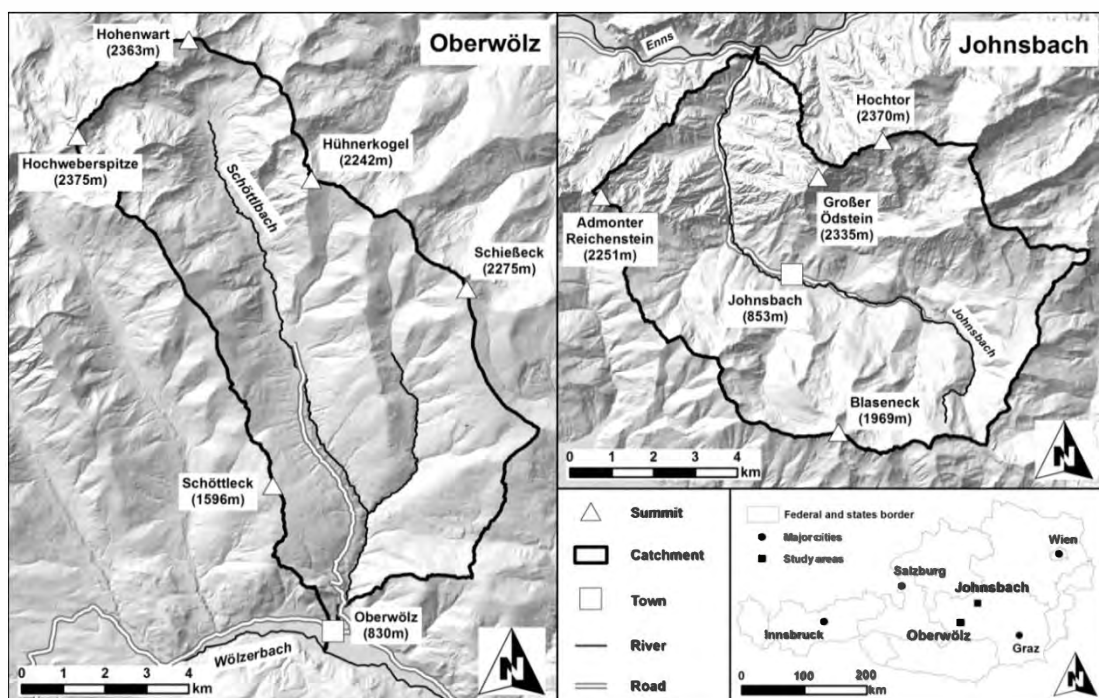 Oberwölz
Hohenwart
(2363m)
Hochweberspitze
(2375m)
Hühnerkogel
(2242m)
Schöttlbach
Schießeck
(2275m)
Schöttleck
(1596m)
Oberwölz
(830m)
Wölzerbach
0 1 2 3 4
km
N
Johnsbach
Enns
Hochtor
(2370m)
Großer
Ödstein
(2335m)
Admonter
Reichenstein
(2251m)
Johnsbach
(853m)
Johnsbach
Blaseneck
(1969m)
0 1 2 3 4
km
N
Summit
Catchment
Town
River
Road
Federal and states border
Major cities
Study areas
Wien
Salzburg
Johnsbach
Innsbruck
Oberwölz
Graz
0 100 200
km
N